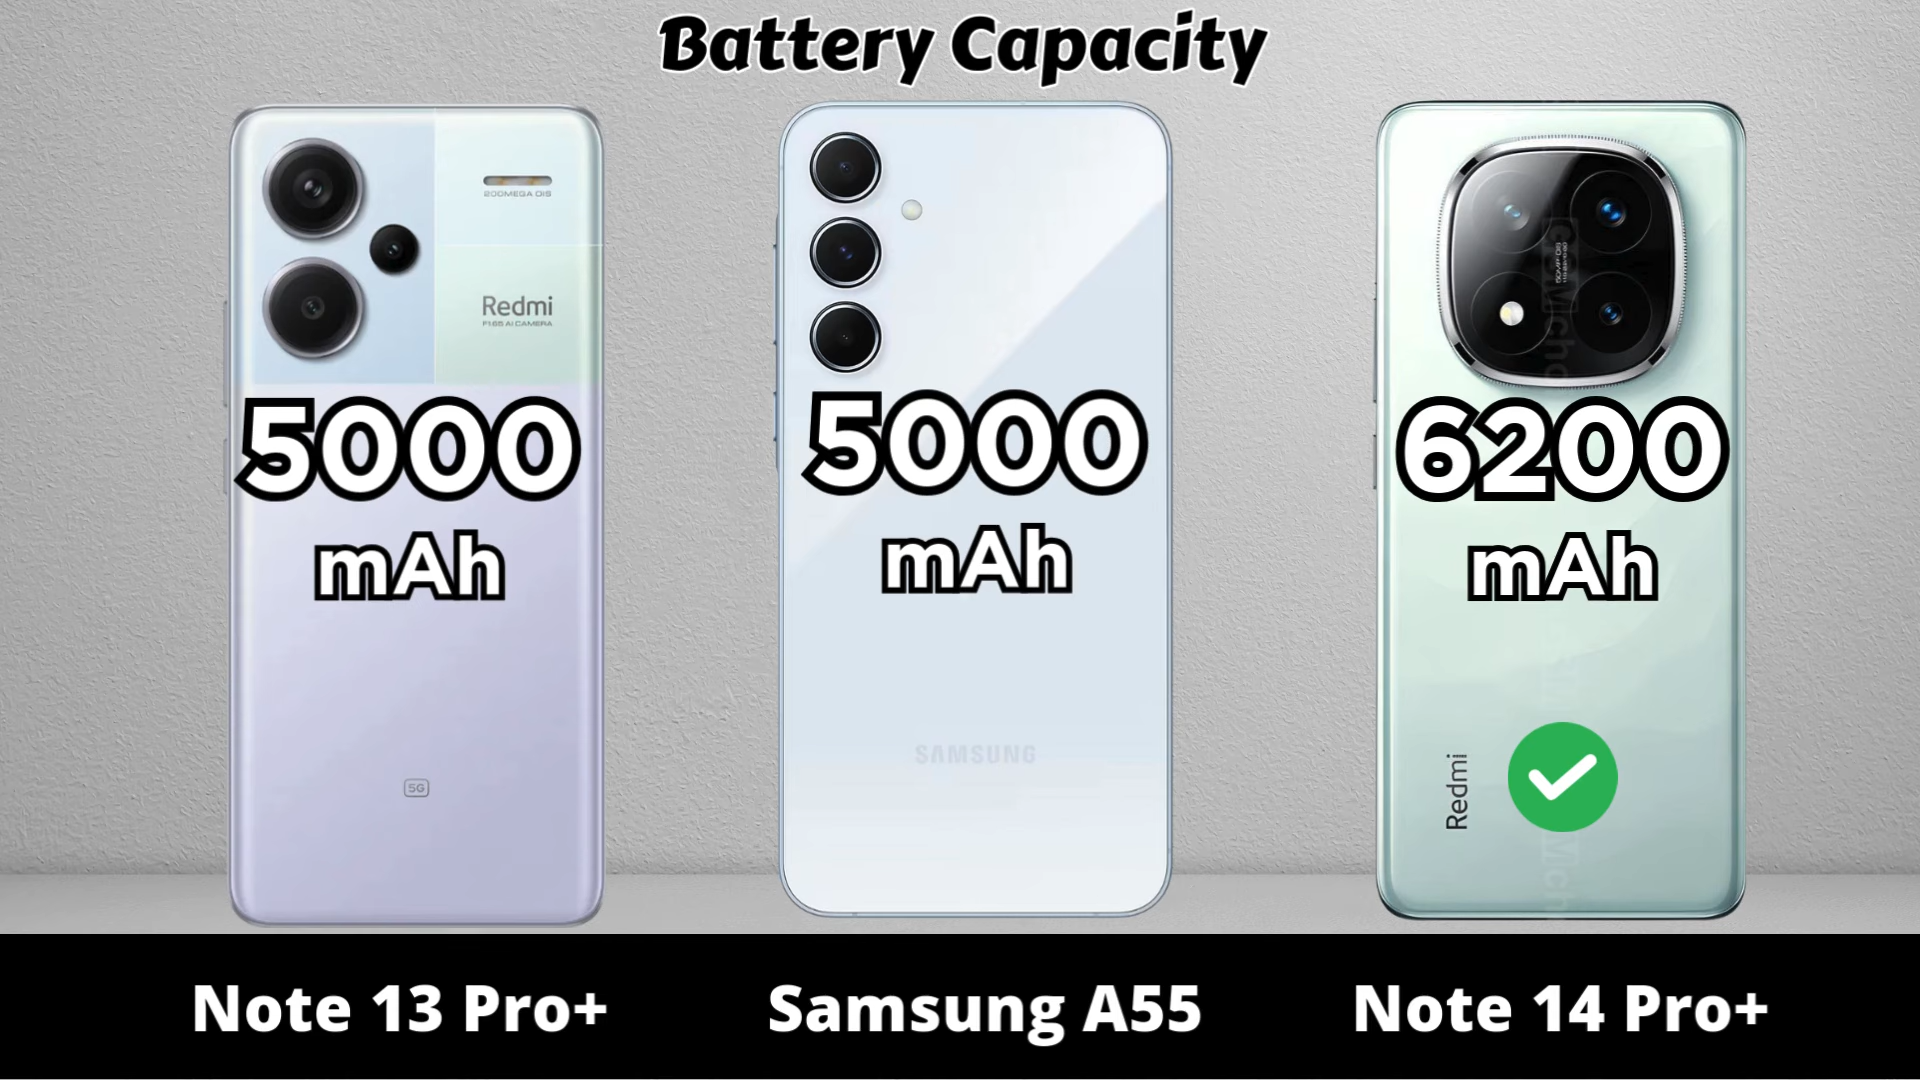 Battery Capacity
200MEGA OIS
Redmi
F1.65 AI CAMERA
5000
mAh
5G
5000
mAh
SAMSUNG
6200
mAh
Redmi
Note 13 Pro+
Samsung A55
Note 14 Pro+